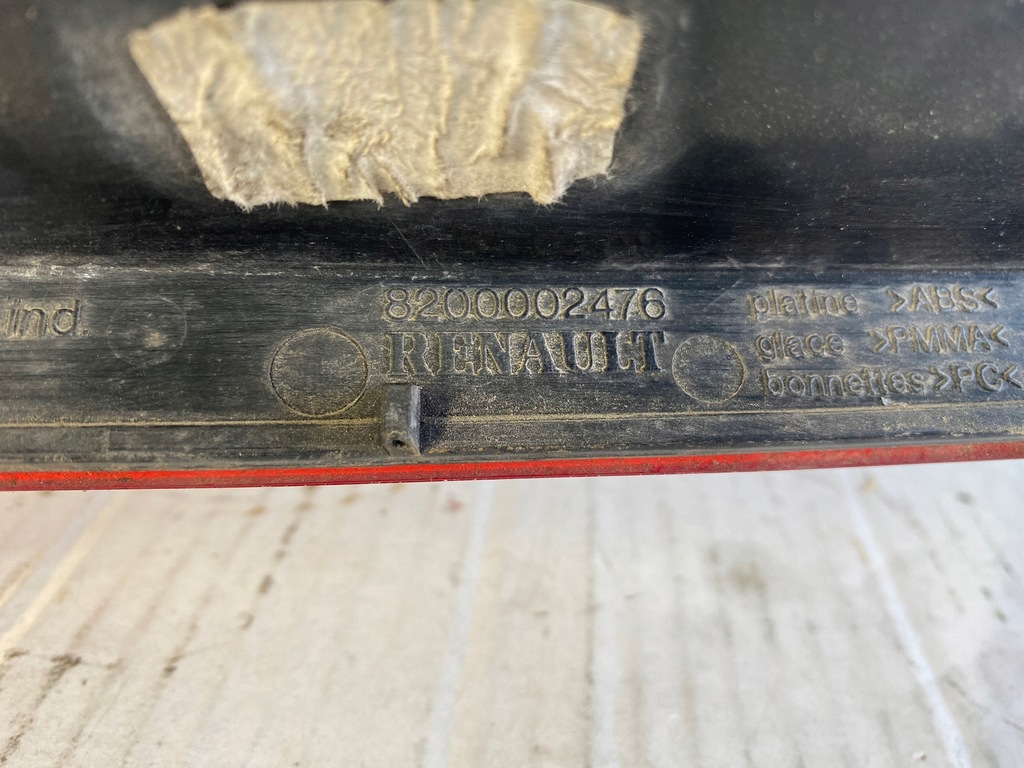 ind.
8200002476
RENAULT
platine >ABS<
glace >PMMA<
bonnettes >PC<